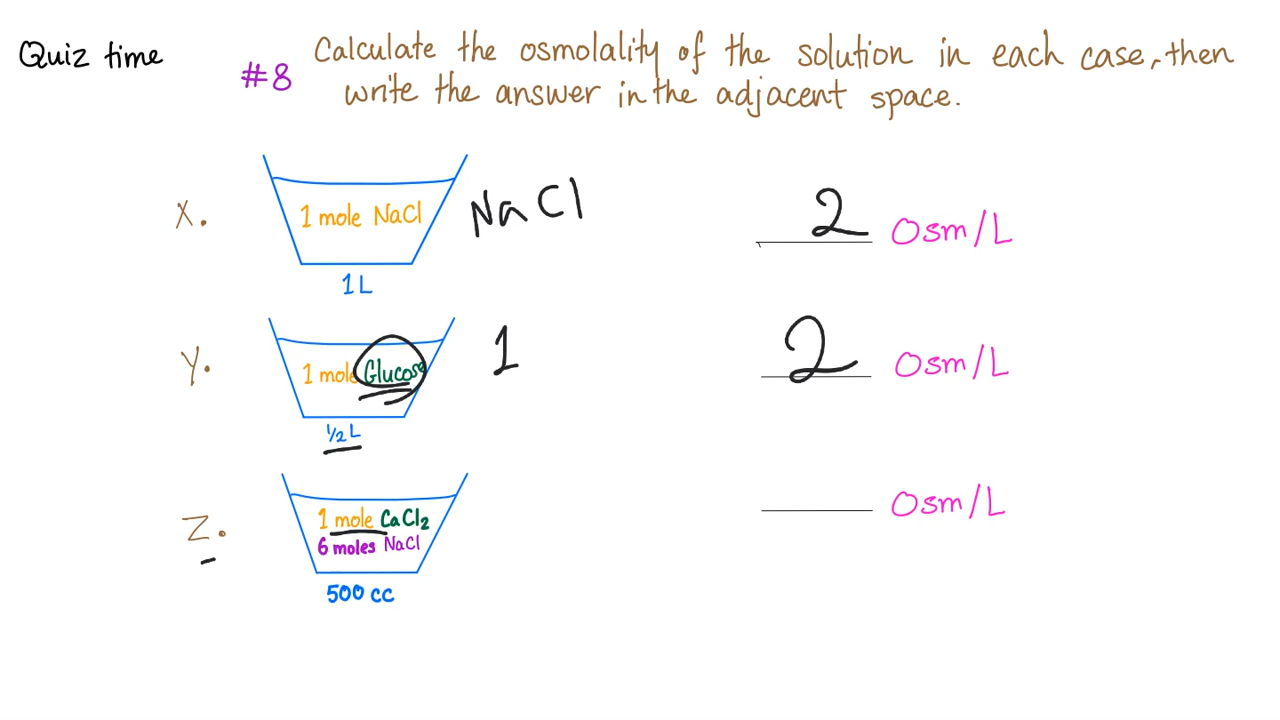 Quiz time
#8 Calculate the osmolality of the solution in each case, then
write the answer in the adjacent space.
X. 1 mole NaCl NaCl 2 Osm/L
1L
Y. 1 mole Glucose 1 2 Osm/L
1/2 L
Z. 1 mole CaCl2 Osm/L
6 moles NaCl
500 cc